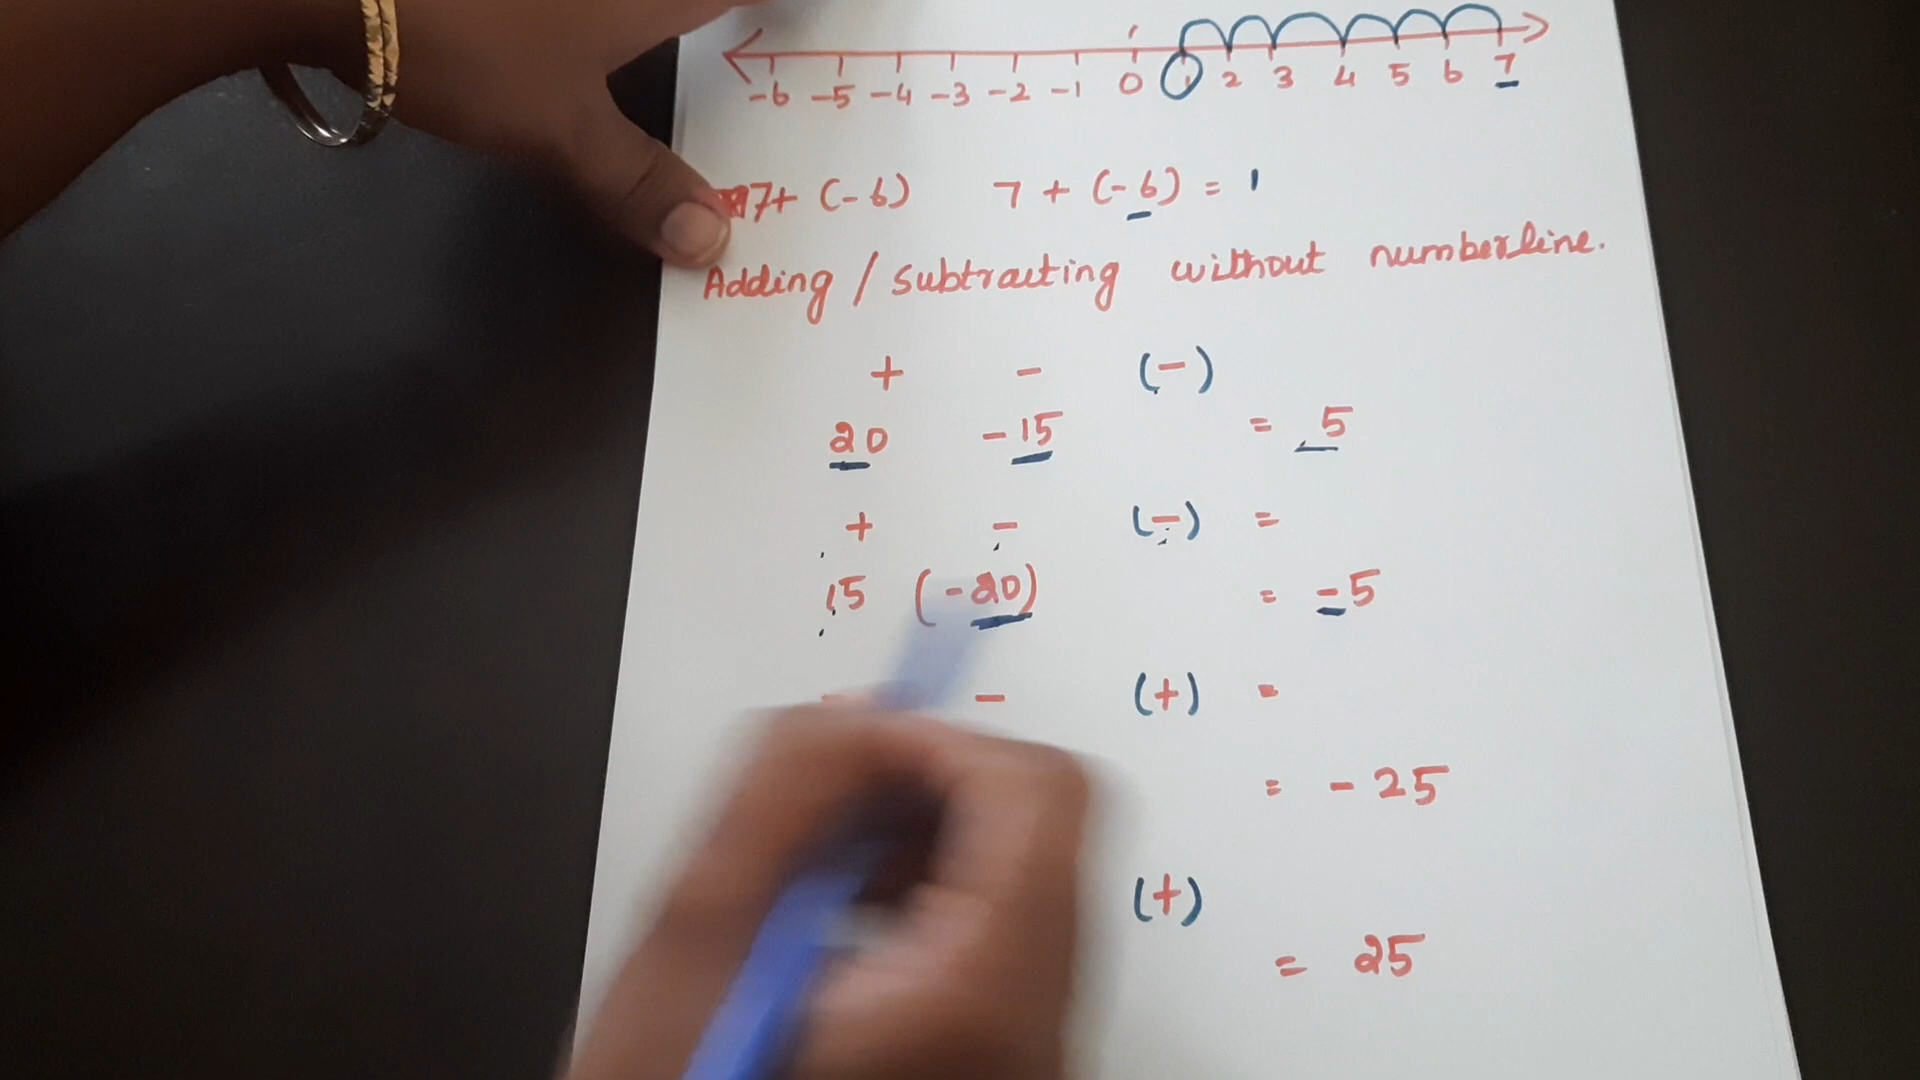 -6 -5 -4 -3 -2 -1 0 1 2 3 4 5 6 7
7+ (-6) 7 + (-6) = 1
Adding / subtracting without numberline.
+ - (-)
20 -15 = 5
+ - (-) =
15 (-20) = -5
- - (+) =
= - 25
(+)
= 25